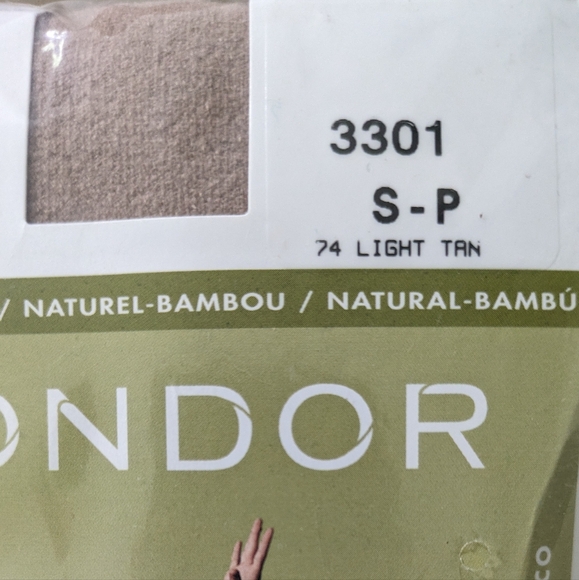 3301
S-P
74 LIGHT TAN
/ NATUREL-BAMBOU / NATURAL-BAMBÚ
ONDOR